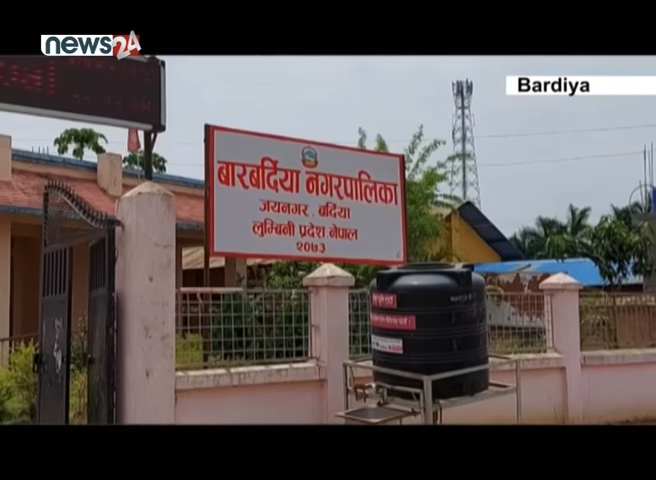 news24
Bardiya
बारबर्दिया नगरपालिका
जयनगर, बर्दिया
लुम्बिनी प्रदेश नेपाल
२०७३